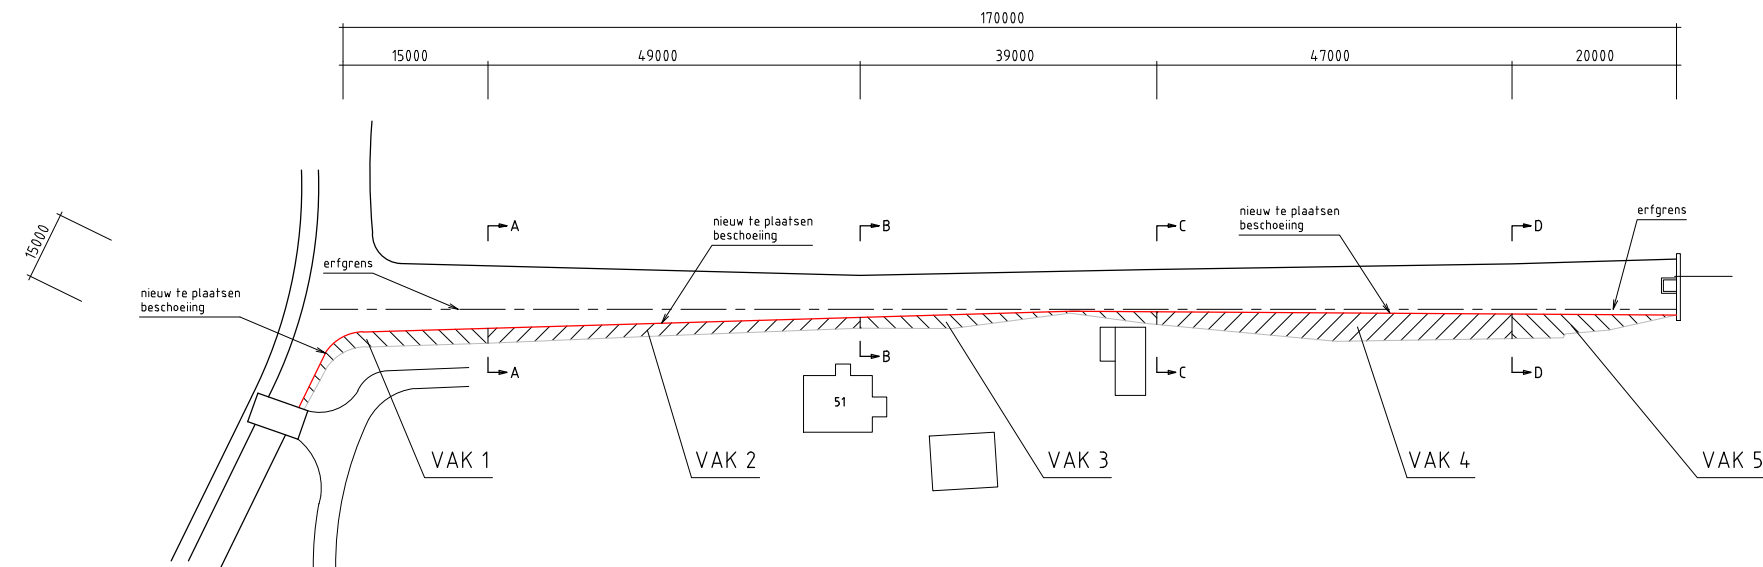 170000
15000
49000
39000
47000
20000
15000
A
B
C
D
nieuw te plaatsen
beschoeiing
nieuw te plaatsen
beschoeiing
erfgrens
erfgrens
nieuw te plaatsen
beschoeiing
A
B
C
D
51
VAK 1
VAK 2
VAK 3
VAK 4
VAK 5